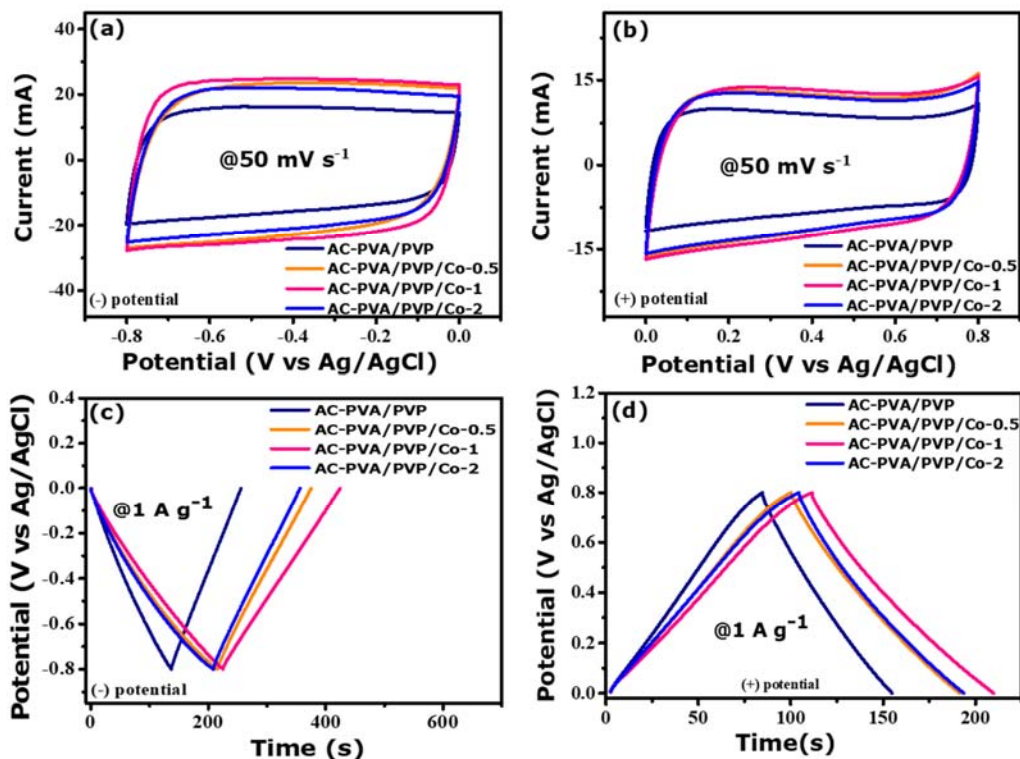 (a)
40
20
0
-20
-40
Current (mA)
@50 mV s⁻¹
AC-PVA/PVP
AC-PVA/PVP/Co-0.5
AC-PVA/PVP/Co-1
AC-PVA/PVP/Co-2
(-) potential
-0.8 -0.6 -0.4 -0.2 0.0
Potential (V vs Ag/AgCl)
(b)
15
0
-15
Current (mA)
@50 mV s⁻¹
AC-PVA/PVP
AC-PVA/PVP/Co-0.5
AC-PVA/PVP/Co-1
AC-PVA/PVP/Co-2
(+) potential
0.0 0.2 0.4 0.6 0.8
Potential (V vs Ag/AgCl)
(c)
0.4
0.2
0.0
-0.2
-0.4
-0.6
-0.8
Potential (V vs Ag/AgCl)
AC-PVA/PVP
AC-PVA/PVP/Co-0.5
AC-PVA/PVP/Co-1
AC-PVA/PVP/Co-2
@1 A g⁻¹
(-) potential
0 200 400 600
Time (s)
(d)
1.2
1.0
0.8
0.6
0.4
0.2
0.0
Potential (V vs Ag/AgCl)
AC-PVA/PVP
AC-PVA/PVP/Co-0.5
AC-PVA/PVP/Co-1
AC-PVA/PVP/Co-2
@1 A g⁻¹
(+) potential
0 50 100 150 200
Time(s)